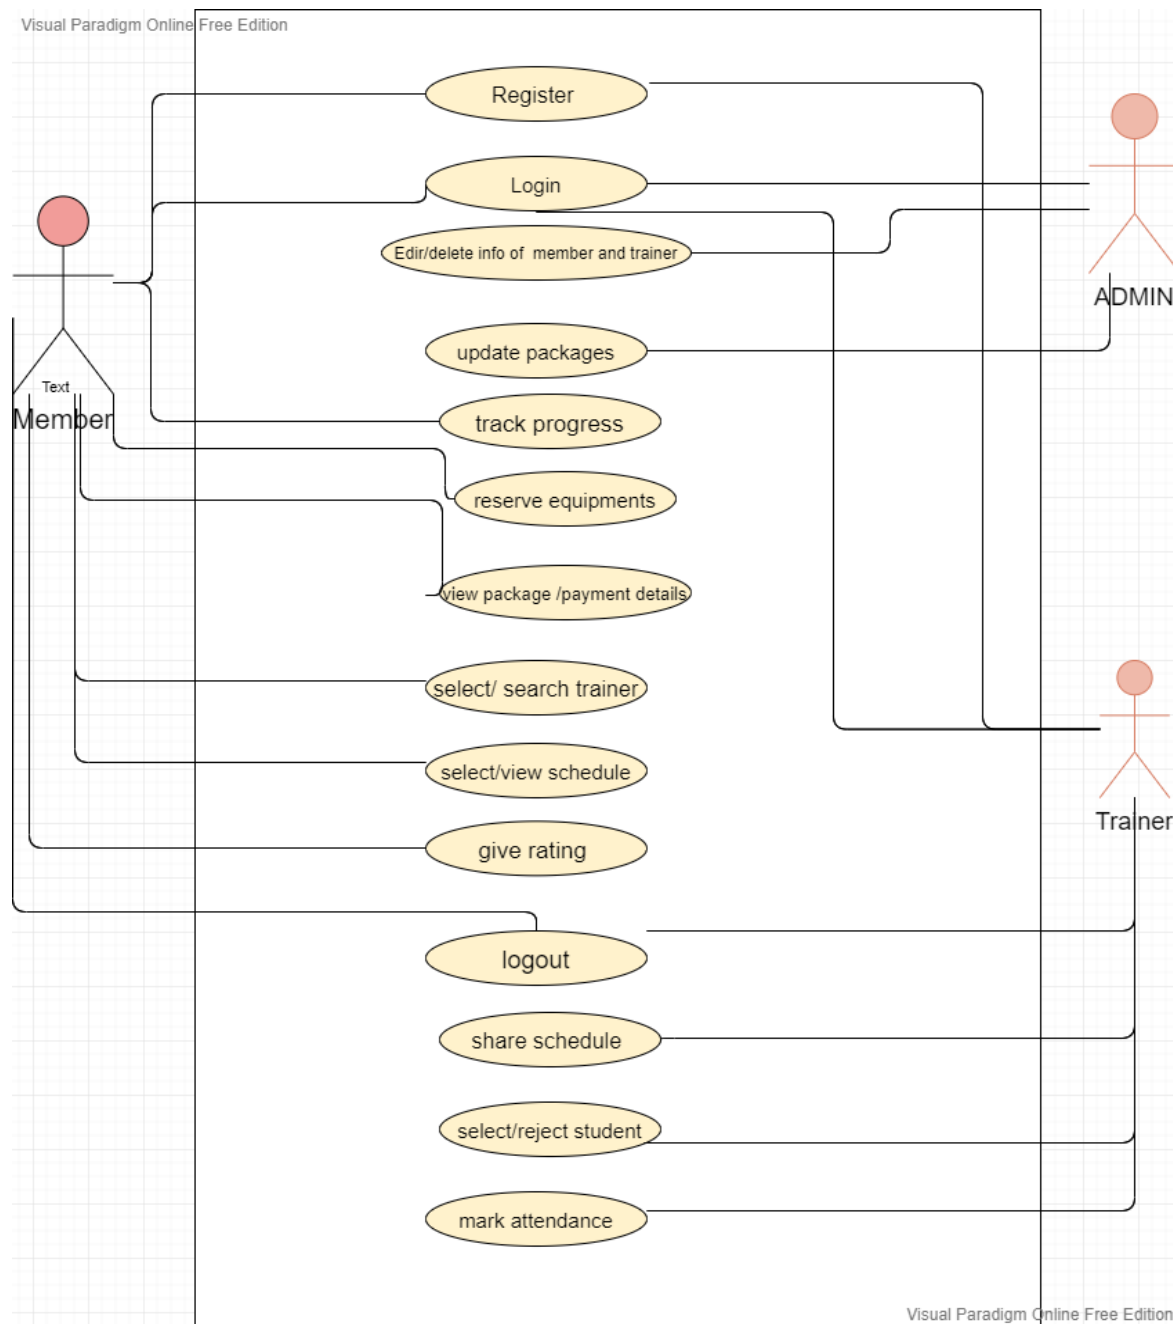 Visual Paradigm Online Free Edition
Register
Login
Edir/delete info of member and trainer
ADMIN
update packages
Text
Member
track progress
reserve equipments
view package /payment details
select/ search trainer
select/view schedule
Trainer
give rating
logout
share schedule
select/reject student
mark attendance
Visual Paradigm Online Free Edition